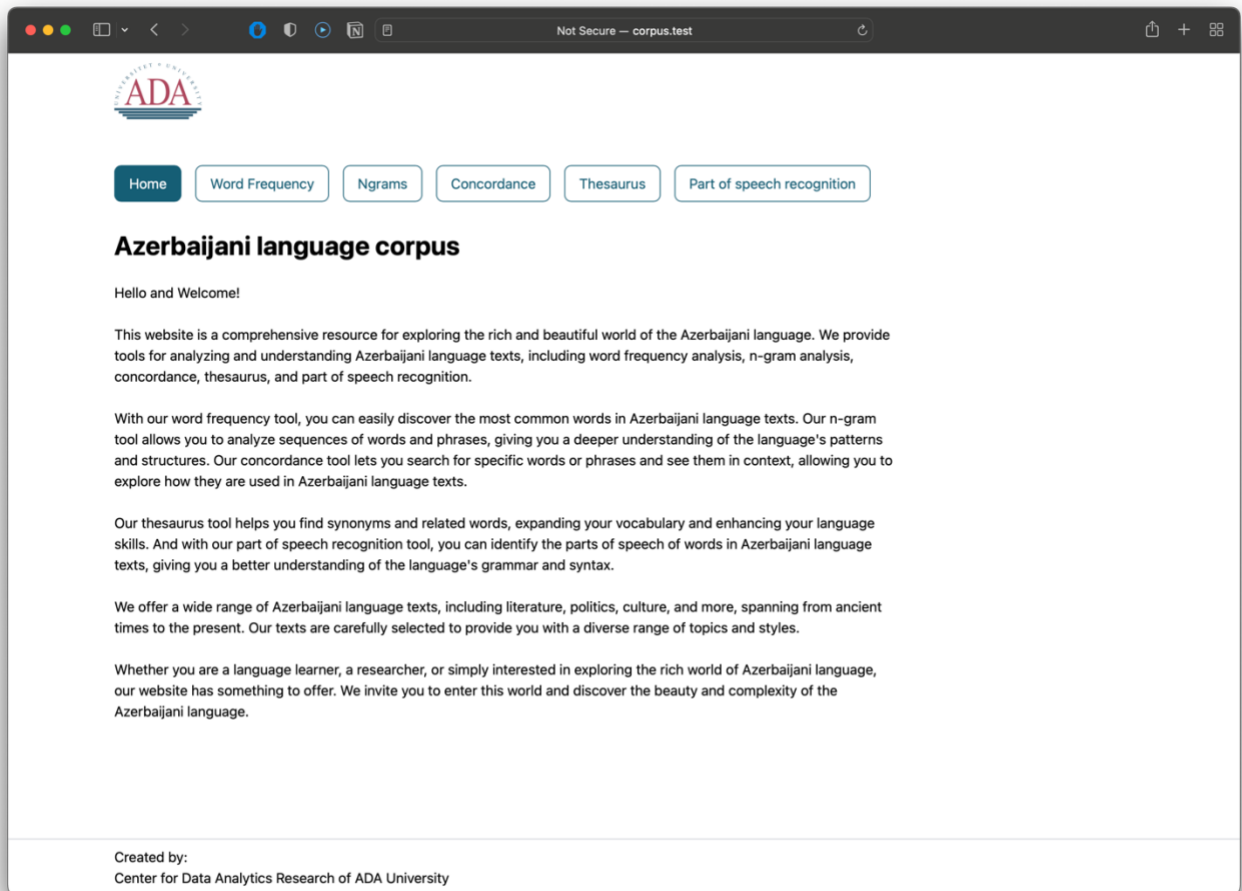 Not Secure — corpus.test
UNIVERSITET * UNIVERSITY
ADA
Home
Word Frequency
Ngrams
Concordance
Thesaurus
Part of speech recognition
Azerbaijani language corpus
Hello and Welcome!
This website is a comprehensive resource for exploring the rich and beautiful world of the Azerbaijani language. We provide
tools for analyzing and understanding Azerbaijani language texts, including word frequency analysis, n-gram analysis,
concordance, thesaurus, and part of speech recognition.
With our word frequency tool, you can easily discover the most common words in Azerbaijani language texts. Our n-gram
tool allows you to analyze sequences of words and phrases, giving you a deeper understanding of the language's patterns
and structures. Our concordance tool lets you search for specific words or phrases and see them in context, allowing you to
explore how they are used in Azerbaijani language texts.
Our thesaurus tool helps you find synonyms and related words, expanding your vocabulary and enhancing your language
skills. And with our part of speech recognition tool, you can identify the parts of speech of words in Azerbaijani language
texts, giving you a better understanding of the language's grammar and syntax.
We offer a wide range of Azerbaijani language texts, including literature, politics, culture, and more, spanning from ancient
times to the present. Our texts are carefully selected to provide you with a diverse range of topics and styles.
Whether you are a language learner, a researcher, or simply interested in exploring the rich world of Azerbaijani language,
our website has something to offer. We invite you to enter this world and discover the beauty and complexity of the
Azerbaijani language.
Created by:
Center for Data Analytics Research of ADA University